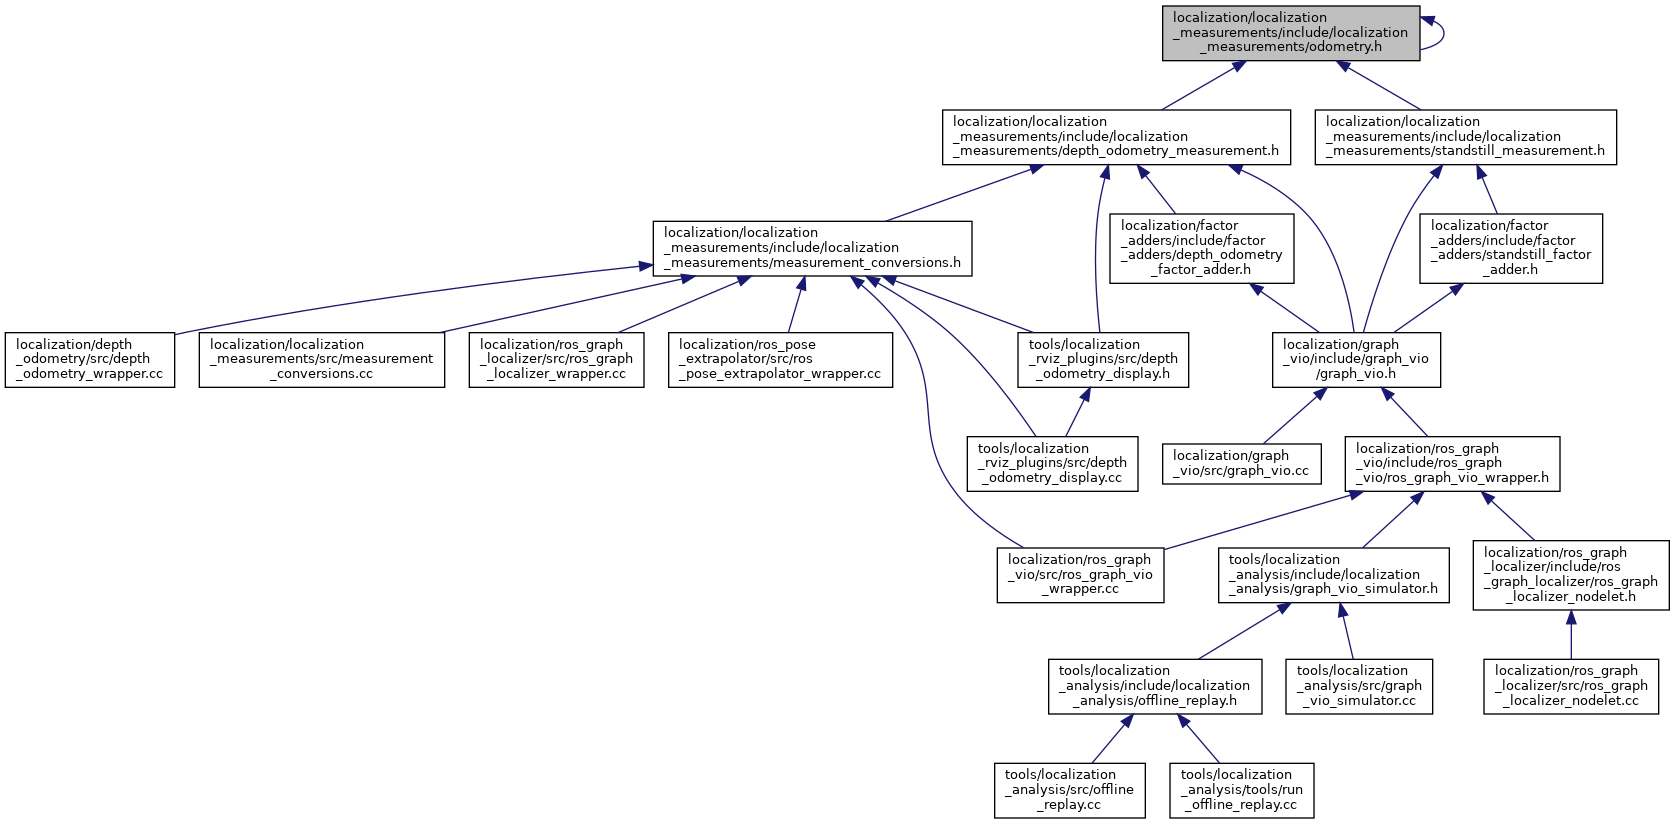 localization/localization
_measurements/include/localization
_measurements/odometry.h
localization/localization
_measurements/include/localization
_measurements/depth_odometry_measurement.h
localization/localization
_measurements/include/localization
_measurements/standstill_measurement.h
localization/localization
_measurements/include/localization
_measurements/measurement_conversions.h
localization/factor
_adders/include/factor
_adders/depth_odometry
_factor_adder.h
localization/factor
_adders/include/factor
_adders/standstill_factor
_adder.h
localization/depth
_odometry/src/depth
_odometry_wrapper.cc
localization/localization
_measurements/src/measurement
_conversions.cc
localization/ros_graph
_localizer/src/ros_graph
_localizer_wrapper.cc
localization/ros_pose
_extrapolator/src/ros
_pose_extrapolator_wrapper.cc
tools/localization
_rviz_plugins/src/depth
_odometry_display.h
localization/graph
_vio/include/graph_vio
/graph_vio.h
tools/localization
_rviz_plugins/src/depth
_odometry_display.cc
localization/graph
_vio/src/graph_vio.cc
localization/ros_graph
_vio/include/ros_graph
_vio/ros_graph_vio_wrapper.h
localization/ros_graph
_vio/src/ros_graph_vio
_wrapper.cc
tools/localization
_analysis/include/localization
_analysis/graph_vio_simulator.h
localization/ros_graph
_localizer/include/ros
_graph_localizer/ros_graph
_localizer_nodelet.h
tools/localization
_analysis/include/localization
_analysis/offline_replay.h
tools/localization
_analysis/src/graph
_vio_simulator.cc
localization/ros_graph
_localizer/src/ros_graph
_localizer_nodelet.cc
tools/localization
_analysis/src/offline
_replay.cc
tools/localization
_analysis/tools/run
_offline_replay.cc